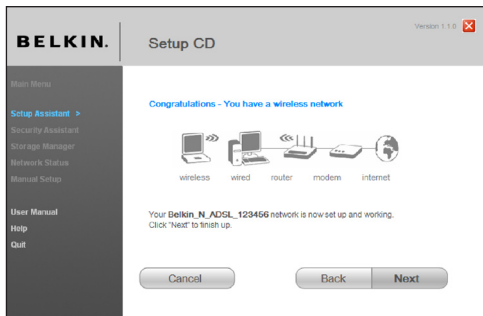 BELKIN.
Setup CD
Version 1.1.0
Main Menu
Setup Assistant >
Security Assistant
Storage Manager
Network Status
Manual Setup
User Manual
Help
Quit
Congratulations - You have a wireless network
wireless wired router modem internet
Your Belkin_N_ADSL_123456 network is now set up and working.
Click "Next" to finish up.
Cancel Back Next